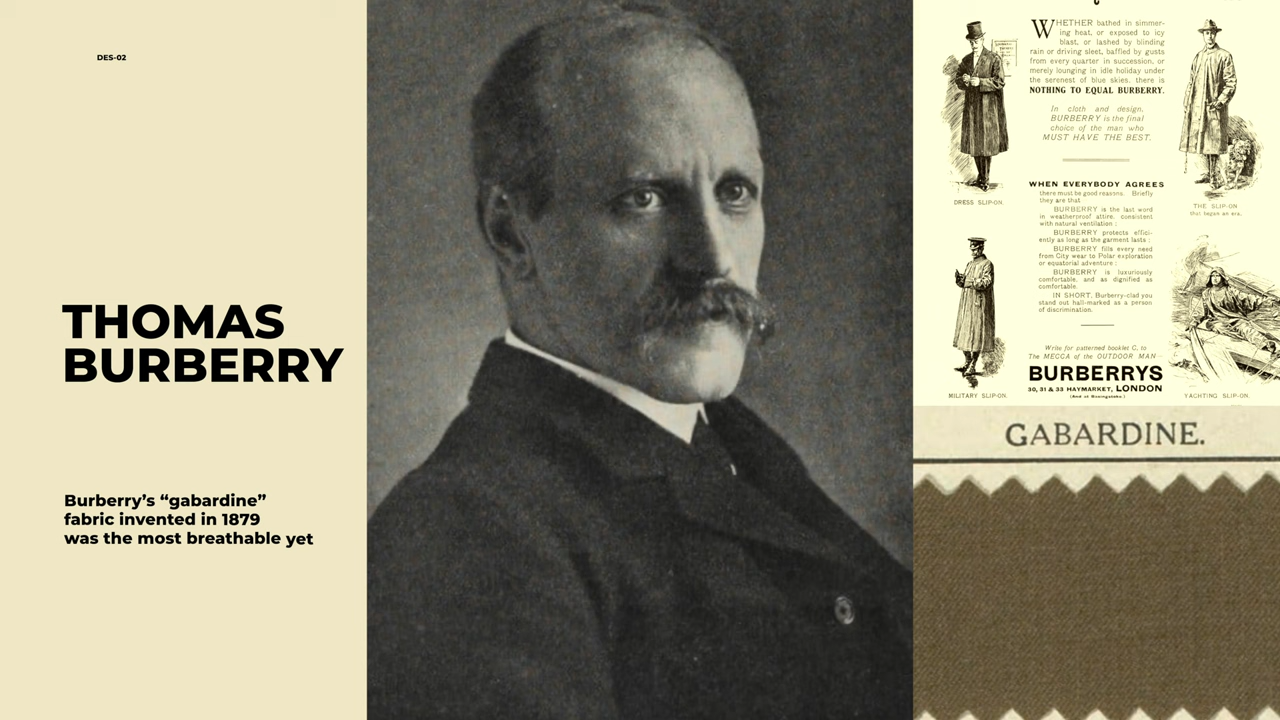 DES-02
THOMAS
BURBERRY
Burberry’s “gabardine”
fabric invented in 1879
was the most breathable yet
WHETHER bathed in simmer-
ing heat, or exposed to icy
blast, or lashed by blinding
rain or driving sleet, baffled by gusts
from every quarter in succession, or
merely lounging in idle holiday under
the serenest of blue skies, there is
NOTHING TO EQUAL BURBERRY.
In cloth and design,
BURBERRY is the final
choice of the man who
MUST HAVE THE BEST.
DRESS SLIP-ON.
THE SLIP-ON
that began an era.
WHEN EVERYBODY AGREES
there must be good reasons. Briefly
they are that
BURBERRY is the last word
in weatherproof attire, consistent
with natural ventilation :
BURBERRY protects effici-
ently as long as the garment lasts :
BURBERRY fills every need
from City wear to Polar exploration
or equatorial adventure :
BURBERRY is luxuriously
comfortable, and as dignified as
comfortable.
IN SHORT, Burberry-clad you
stand out hall-marked as a person
of discrimination.
Write for patterned booklet C, to
The MECCA of the OUTDOOR MAN
BURBERRYS
30, 31 & 33 HAYMARKET, LONDON
(And at Basingstoke.)
MILITARY SLIP-ON.
YACHTING SLIP-ON.
GABARDINE.